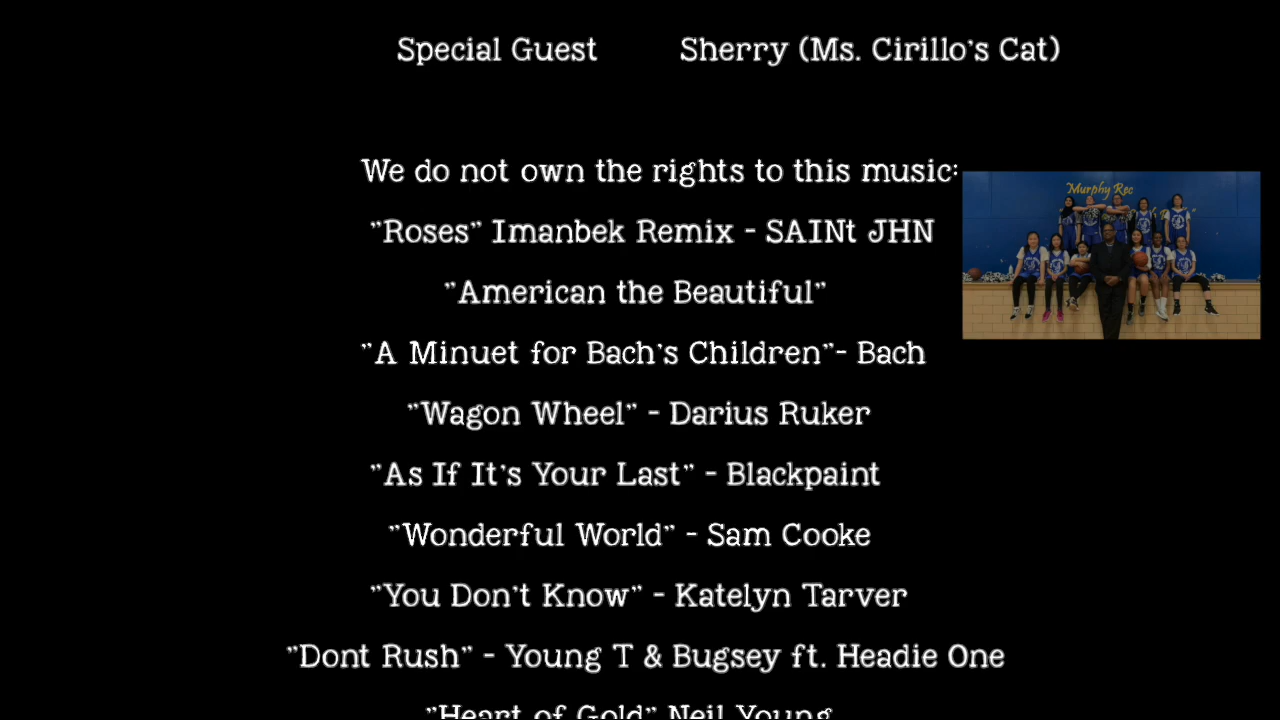 Special Guest Sherry (Ms. Cirillo's Cat)
We do not own the rights to this music:
"Roses" Imanbek Remix - SAINt JHN
"American the Beautiful"
"A Minuet for Bach's Children"- Bach
"Wagon Wheel" - Darius Ruker
"As If It's Your Last" - Blackpaint
"Wonderful World" - Sam Cooke
"You Don't Know" - Katelyn Tarver
"Dont Rush" - Young T & Bugsey ft. Headie One
"Heart of Gold" Neil Young
Murphy Rec